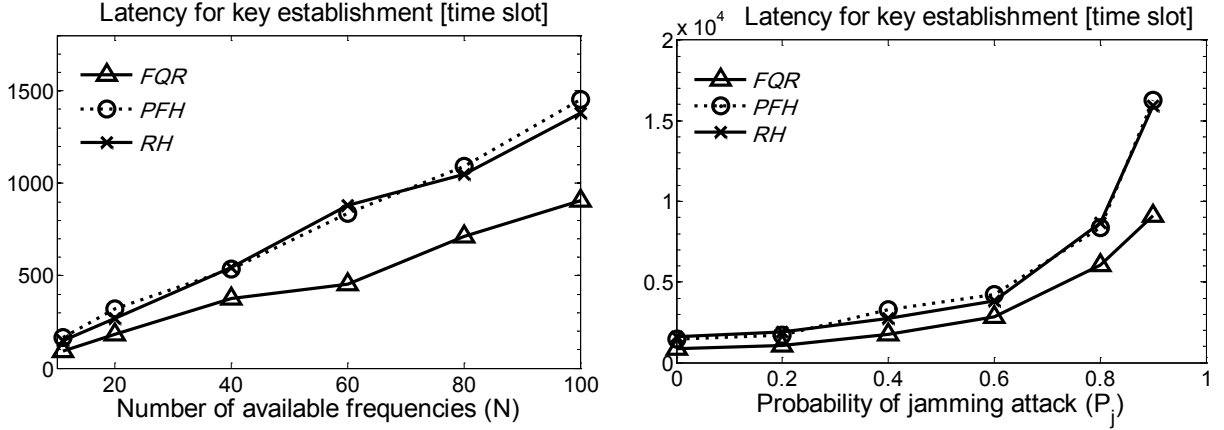 Latency for key establishment [time slot]
FQR
PFH
RH
1500
1000
500
0
20 40 60 80 100
Number of available frequencies (N)
Latency for key establishment [time slot]
x 10^4
2
1.5
1
0.5
0
FQR
PFH
RH
0 0.2 0.4 0.6 0.8 1
Probability of jamming attack (P_j)